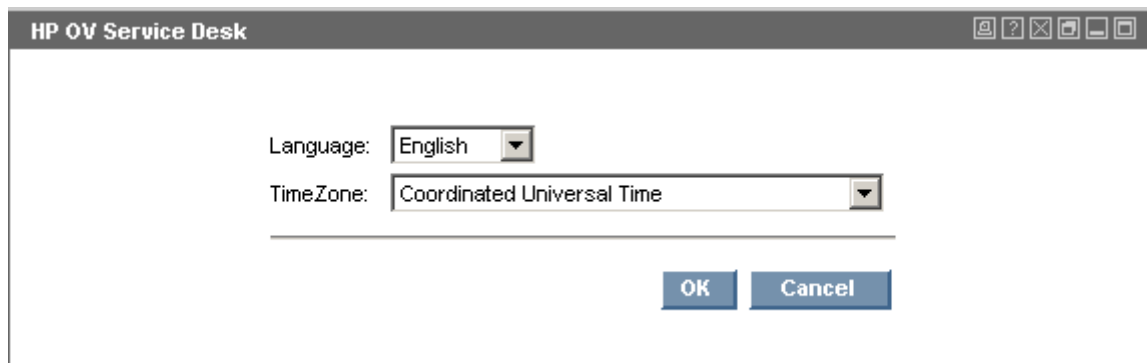 HP OV Service Desk
Language: English
TimeZone: Coordinated Universal Time
OK Cancel